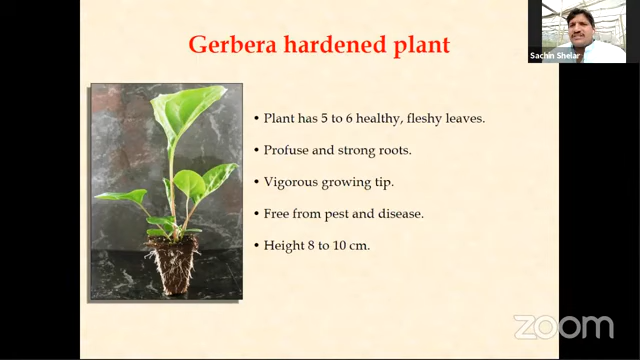 Gerbera hardened plant
Sachin Shelar
• Plant has 5 to 6 healthy, fleshy leaves.
• Profuse and strong roots.
• Vigorous growing tip.
• Free from pest and disease.
• Height 8 to 10 cm.
zoom